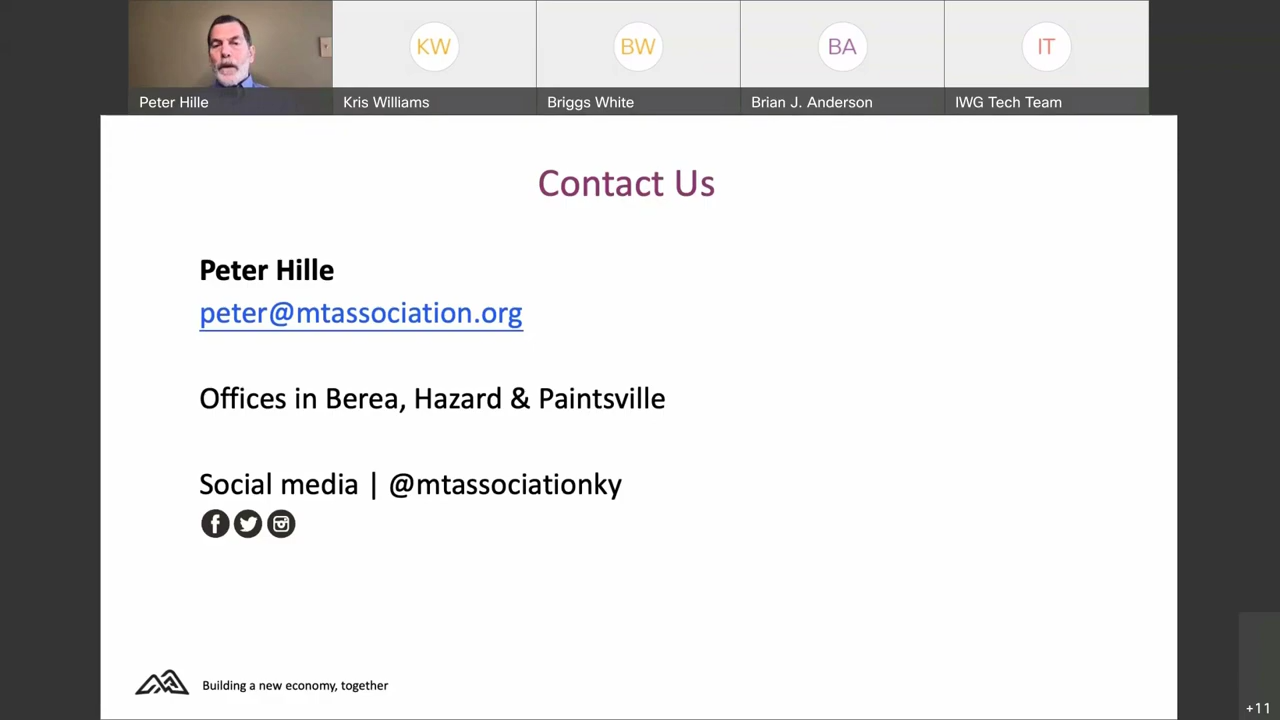 KW
BW
BA
IT
Peter Hille
Kris Williams
Briggs White
Brian J. Anderson
IWG Tech Team
Contact Us
Peter Hille
peter@mtassociation.org
Offices in Berea, Hazard & Paintsville
Social media | @mtassociationky
Building a new economy, together
+11